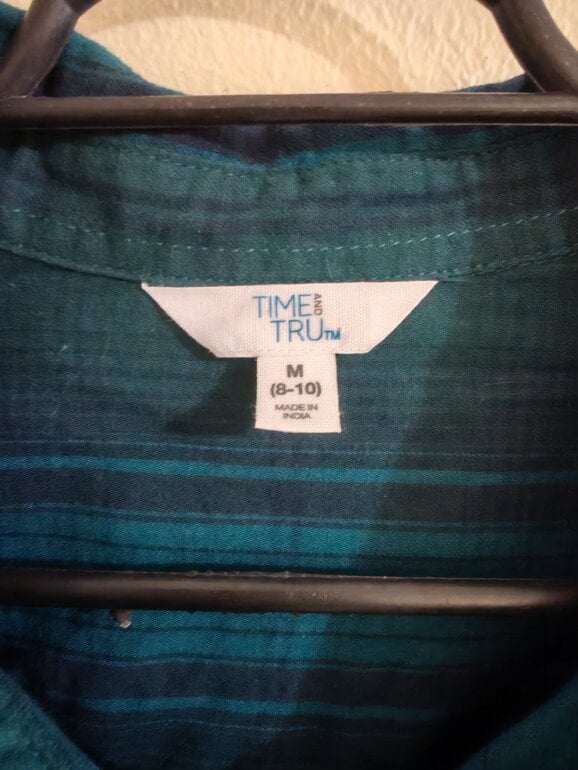 TIME AND
TRU™
M
(8-10)
MADE IN
INDIA